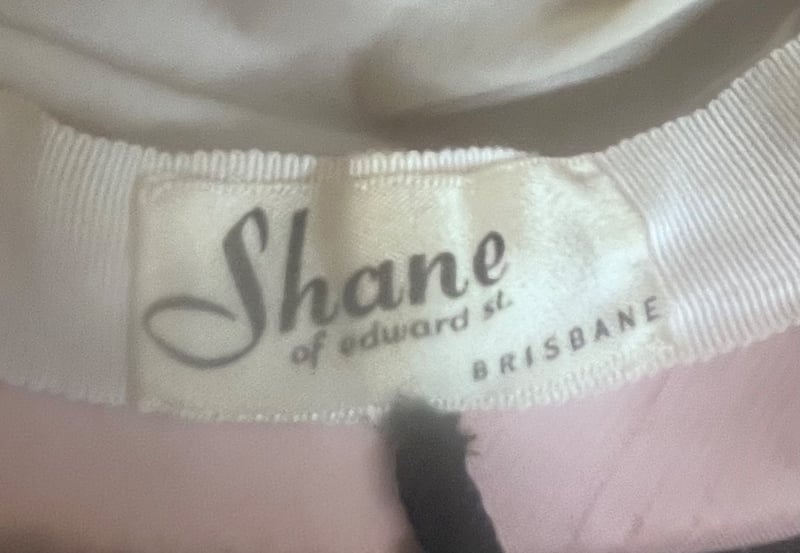 Shane
of edward st.
BRISBANE